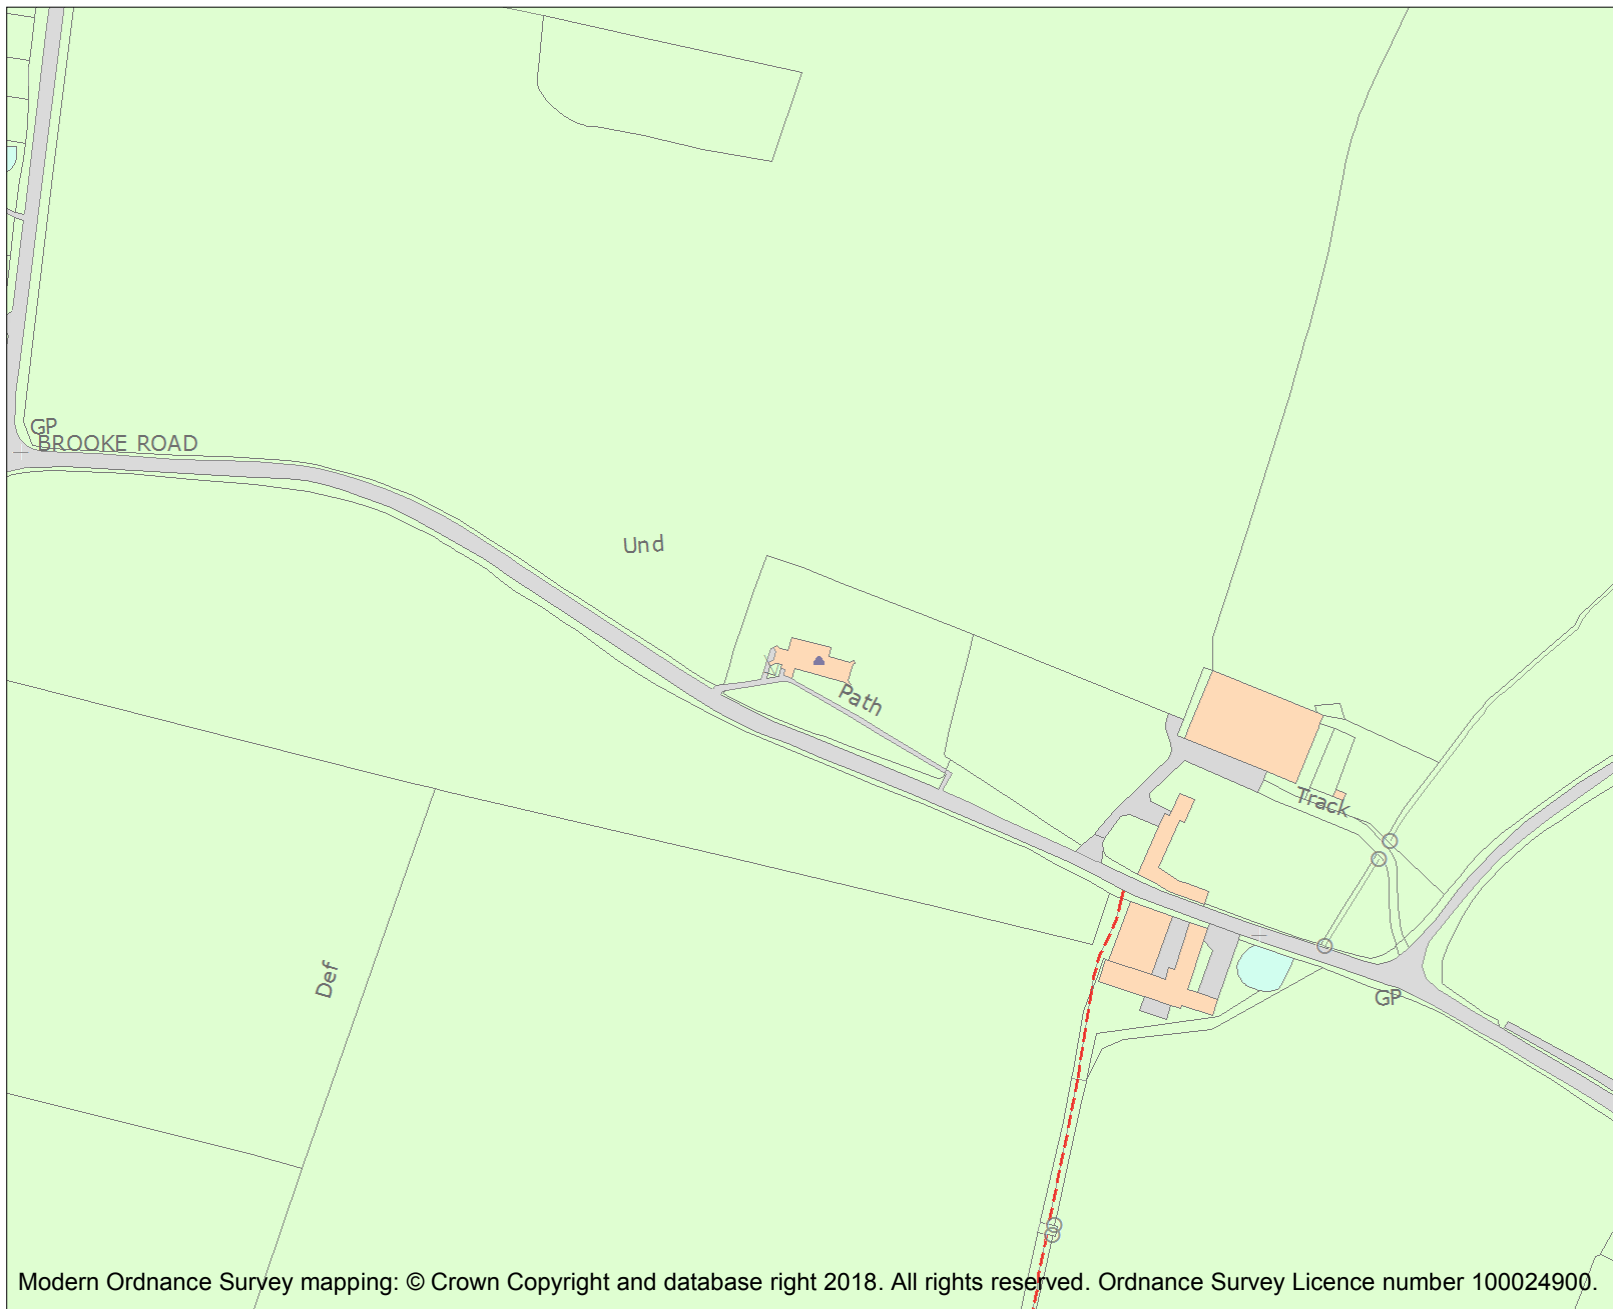 GP
BROOKE ROAD
Und
Path
Track
Def
GP
Modern Ordnance Survey mapping: © Crown Copyright and database right 2018. All rights reserved. Ordnance Survey Licence number 100024900.